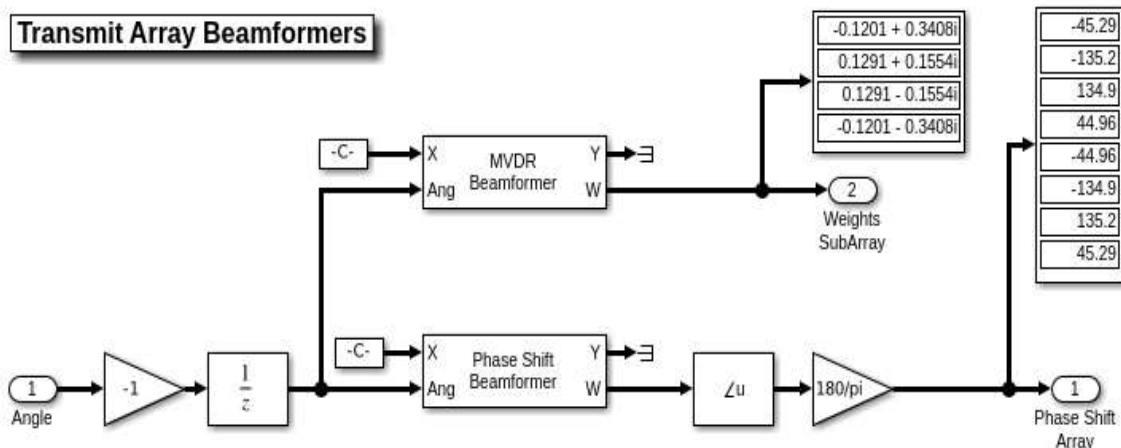 Transmit Array Beamformers
-0.1201 + 0.3408i
0.1291 + 0.1554i
0.1291 - 0.1554i
-0.1201 - 0.3408i
-45.29
-135.2
134.9
44.96
-44.96
-134.9
135.2
45.29
-C-
X
Ang
MVDR
Beamformer
Y
W
2
Weights
SubArray
-C-
X
Ang
Phase Shift
Beamformer
Y
W
1
Angle
-1
1
z
∠u
180/pi
1
Phase Shift
Array